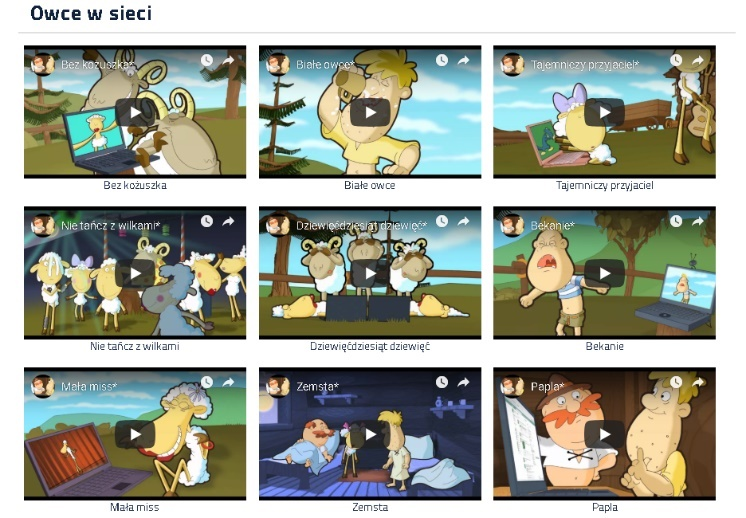 Owce w sieci
Bez kożuszka*
Białe owce*
Tajemniczy przyjaciel*
Bez kożuszka
Białe owce
Tajemniczy przyjaciel
Nie tańcz z wilkami*
Dziewięćdziesiąt dziewięć*
Bekanie*
Nie tańcz z wilkami
Dziewięćdziesiąt dziewięć
Bekanie
Mała miss*
Zemsta*
Papla*
Mała miss
Zemsta
Papla